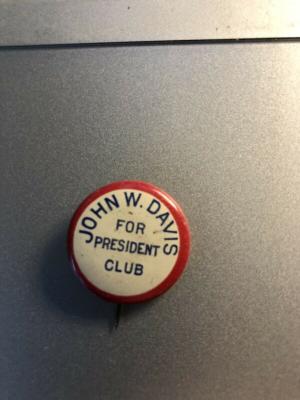 JOHN W. DAVIS
FOR
PRESIDENT
CLUB